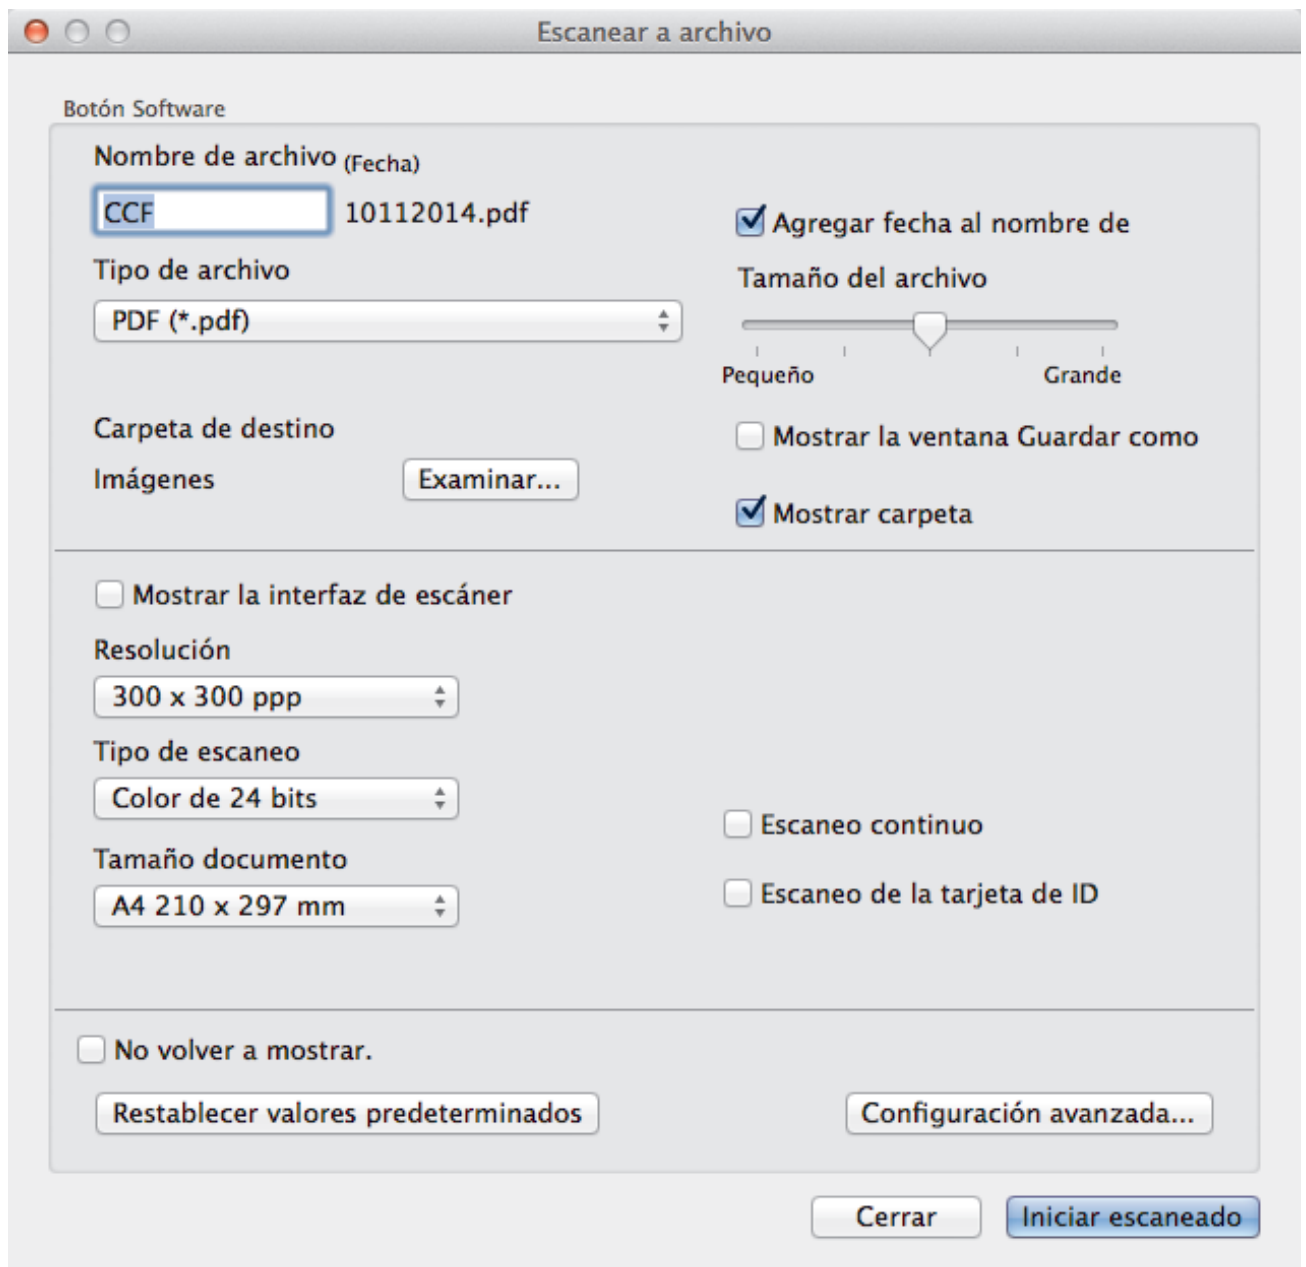 Escanear a archivo
Botón Software
Nombre de archivo (Fecha)
CCF 10112014.pdf
Agregar fecha al nombre de
Tipo de archivo
PDF (*.pdf)
Tamaño del archivo
Pequeño Grande
Carpeta de destino
Imágenes Examinar...
Mostrar la ventana Guardar como
Mostrar carpeta
Mostrar la interfaz de escáner
Resolución
300 x 300 ppp
Tipo de escaneo
Color de 24 bits
Tamaño documento
A4 210 x 297 mm
Escaneo continuo
Escaneo de la tarjeta de ID
No volver a mostrar.
Restablecer valores predeterminados Configuración avanzada...
Cerrar Iniciar escaneado